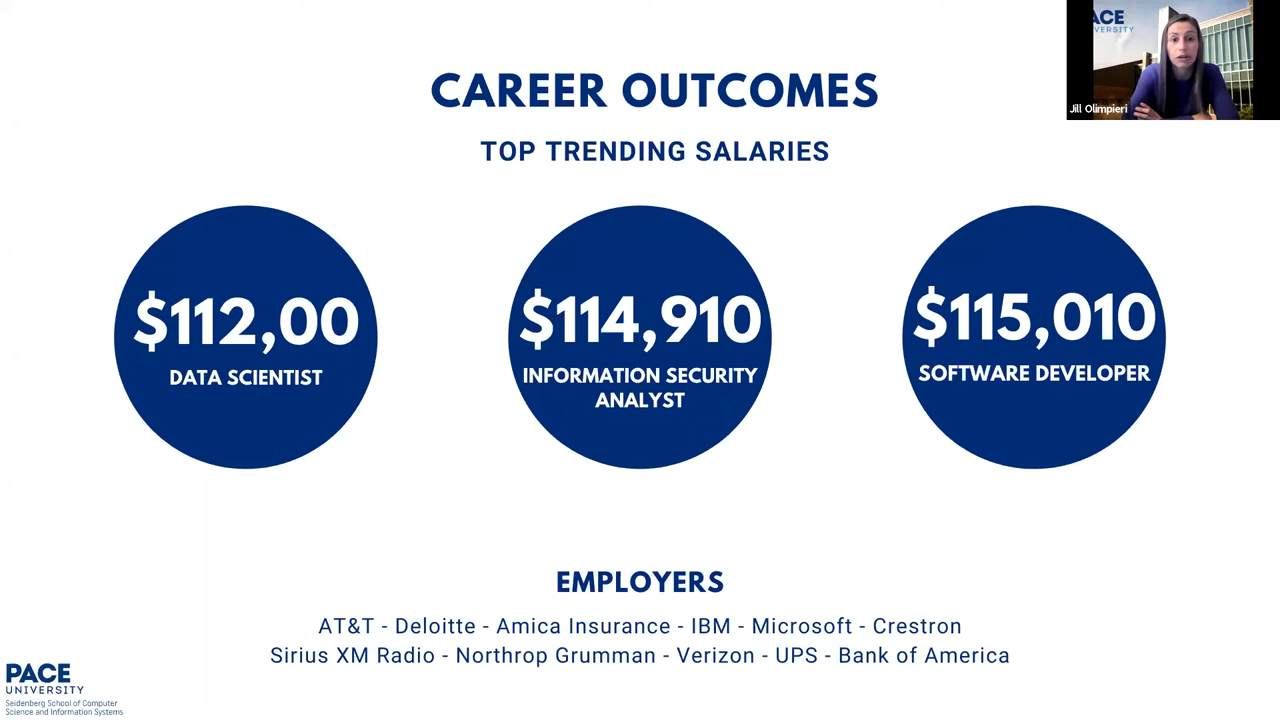 CAREER OUTCOMES
TOP TRENDING SALARIES
$112,00
DATA SCIENTIST
$114,910
INFORMATION SECURITY
ANALYST
$115,010
SOFTWARE DEVELOPER
EMPLOYERS
AT&T - Deloitte - Amica Insurance - IBM - Microsoft - Crestron
Sirius XM Radio - Northrop Grumman - Verizon - UPS - Bank of America
PACE
UNIVERSITY
Seidenberg School of Computer
Science and Information Systems
ACE
VERSITY
Jill Olimpieri